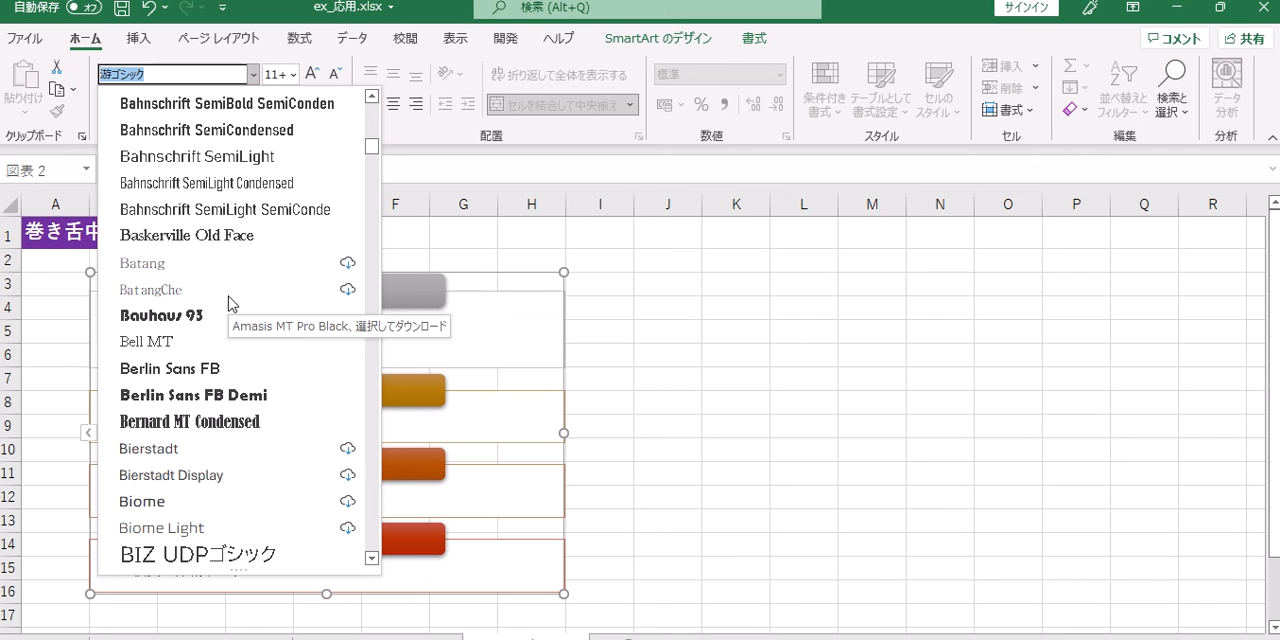 自動保存 オフ ex_応用.xlsx 検索 (Alt+Q) サインイン
ファイル ホーム 挿入 ページ レイアウト 数式 データ 校閲 表示 開発 ヘルプ SmartArt のデザイン 書式 コメント 共有
貼り付け
クリップボード
游ゴシック 11+
折り返して全体を表示する
セルを結合して中央揃え
配置
標準
数値
条件付き書式 テーブルとして書式設定 セルのスタイル
スタイル
挿入
削除
書式
セル
並べ替えとフィルター 検索と選択
編集
データ分析
分析
図表 2
A F G H I J K L M N O P Q R
1 巻き舌中
2
3
4
5
6
7
8
9
10
11
12
13
14
15
16
17
Bahnschrift SemiBold SemiConden
Bahnschrift SemiCondensed
Bahnschrift SemiLight
Bahnschrift SemiLight Condensed
Bahnschrift SemiLight SemiConde
Baskerville Old Face
Batang
BatangChe
Bauhaus 93
Amasis MT Pro Black、選択してダウンロード
Bell MT
Berlin Sans FB
Berlin Sans FB Demi
Bernard MT Condensed
Bierstadt
Bierstadt Display
Biome
Biome Light
BIZ UDPゴシック